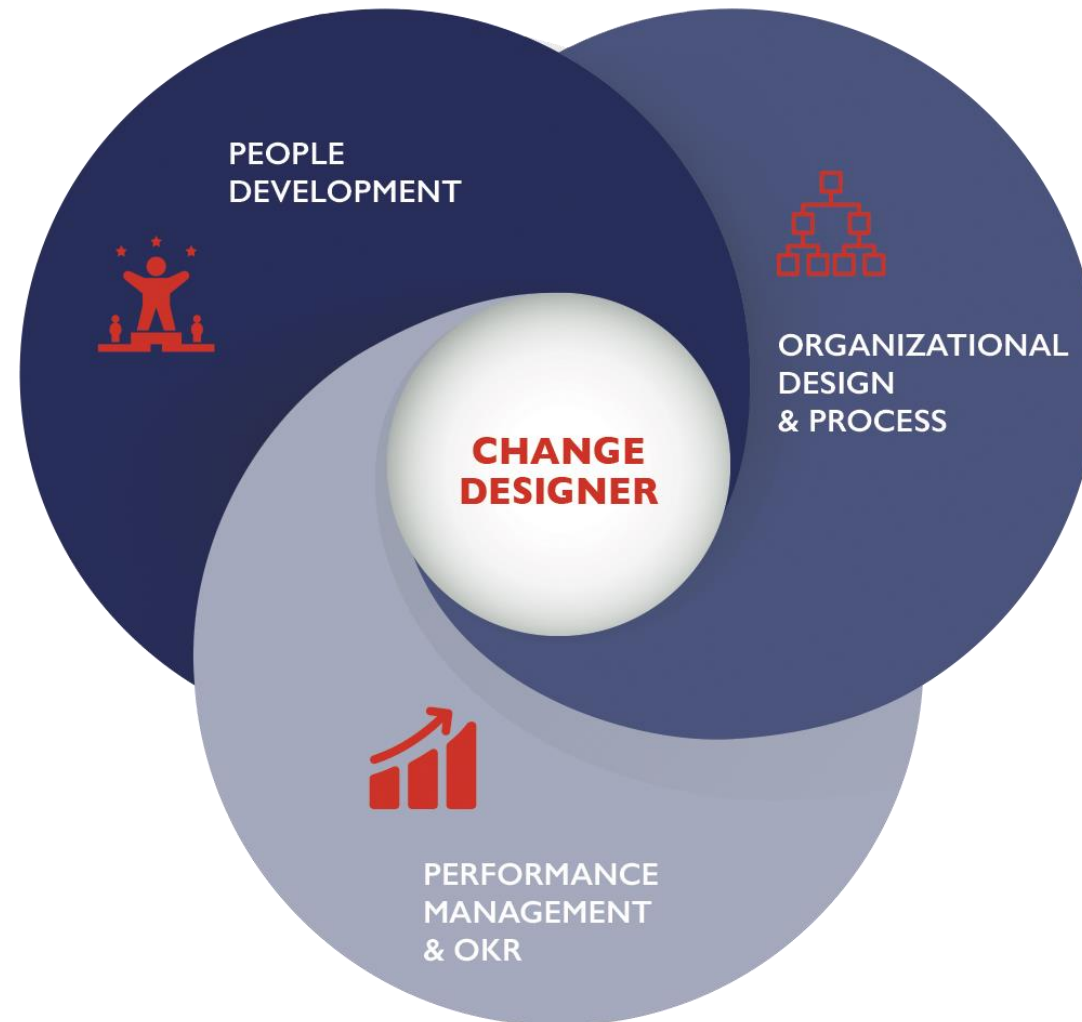 PEOPLE
DEVELOPMENT
ORGANIZATIONAL
DESIGN
& PROCESS
CHANGE
DESIGNER
PERFORMANCE
MANAGEMENT
& OKR